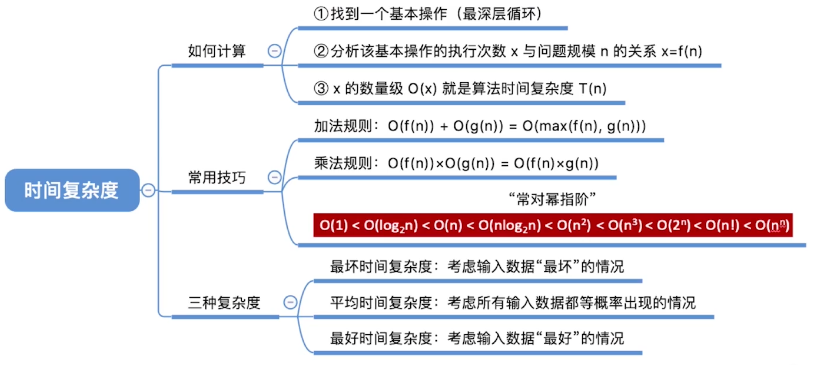 时间复杂度
如何计算
①找到一个基本操作（最深层循环）
②分析该基本操作的执行次数 x 与问题规模 n 的关系 x=f(n)
③ x 的数量级 O(x) 就是算法时间复杂度 T(n)
常用技巧
加法规则：O(f(n)) + O(g(n)) = O(max(f(n), g(n)))
乘法规则：O(f(n))×O(g(n)) = O(f(n)×g(n))
“常对幂指阶”
O(1) < O(log₂n) < O(n) < O(nlog₂n) < O(n²) < O(n³) < O(2ⁿ) < O(n!) < O(nⁿ)
三种复杂度
最坏时间复杂度：考虑输入数据“最坏”的情况
平均时间复杂度：考虑所有输入数据都等概率出现的情况
最好时间复杂度：考虑输入数据“最好”的情况